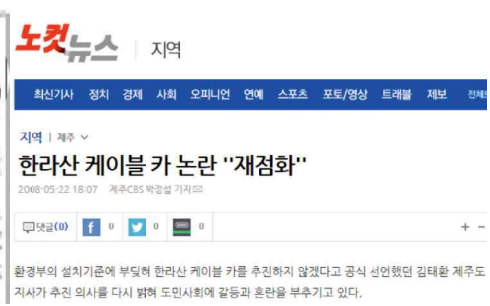 노컷뉴스 지역
최신기사 정치 경제 사회 오피니언 연예 스포츠 포토/영상 트래블 제보 전체보
지역 | 제주
한라산 케이블 카 논란 "재점화"
2008-05-22 18:07 제주CBS 박정섭 기자
댓글(0) f 0 0 0 + -
환경부의 설치기준에 부딪혀 한라산 케이블 카를 추진하지 않겠다고 공식 선언했던 김태환 제주도
지사가 추진 의사를 다시 밝혀 도민사회에 갈등과 혼란을 부추기고 있다.